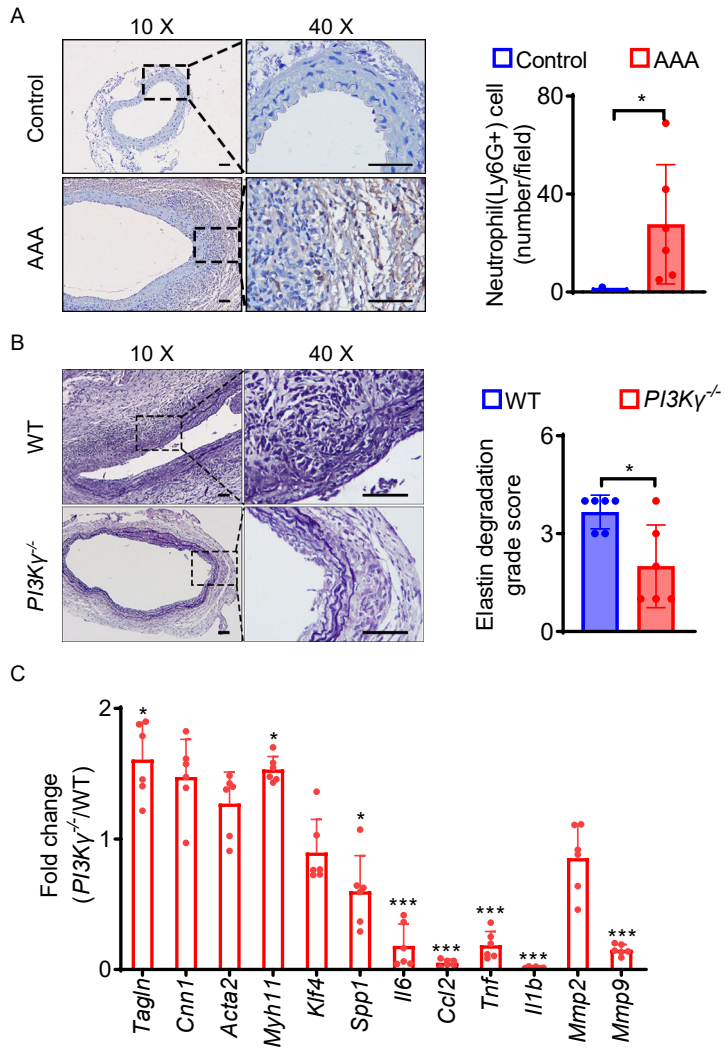 A
10 X
40 X
Control
AAA
Control
AAA
Neutrophil(Ly6G+) cell
(number/field)
80
40
0
*
B
10 X
40 X
WT
PI3Kγ-/-
WT
PI3Kγ-/-
Elastin degradation
grade score
6
3
0
*
C
Fold change
(PI3Kγ-/-/WT)
2
1
0
*
*
*
***
***
***
***
***
Tagln
Cnn1
Acta2
Myh11
Klf4
Spp1
Il6
Ccl2
Tnf
Il1b
Mmp2
Mmp9